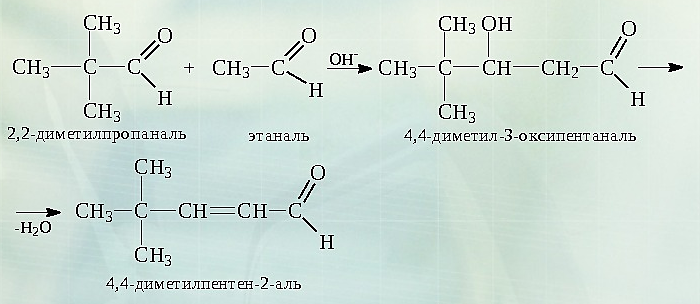 CH₃ O CH₃ OH O
CH₃ C C + CH₃ C OH⁻ CH₃ C CH CH₂ C
CH₃ H H CH₃ H
2,2-диметилпропаналь этаналь 4,4-диметил-3-оксипентаналь
CH₃ O
-H₂O CH₃ C CH CH C
CH₃ H
4,4-диметилпентен-2-аль